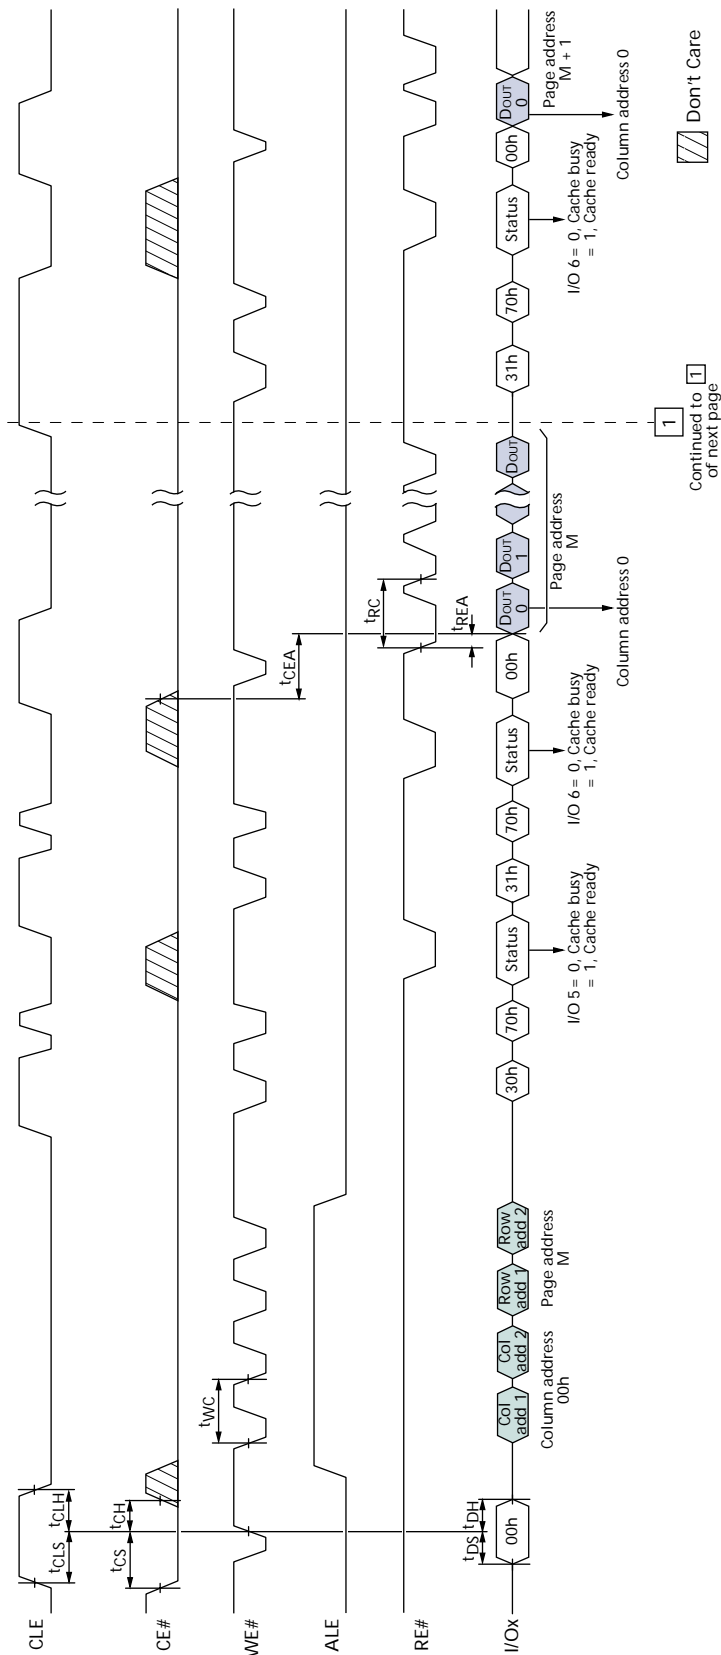 CLE
tCLS
tCLH
CE#
tCS
tCH
WE#
tWC
tCEA
ALE
RE#
tRC
tREA
I/Ox
tDS
tDH
00h
Col
add 1
Col
add 2
Row
add 1
Row
add 2
30h
70h
Status
31h
70h
Status
00h
DOUT
0
DOUT
1
DOUT
31h
70h
Status
00h
DOUT
0
Column address
00h
Page address
M
I/O 5 = 0, Cache busy
= 1, Cache ready
I/O 6 = 0, Cache busy
= 1, Cache ready
Column address 0
Page address
M
I/O 6 = 0, Cache busy
= 1, Cache ready
Column address 0
Page address
M + 1
1
Continued to 1
of next page
Don't Care